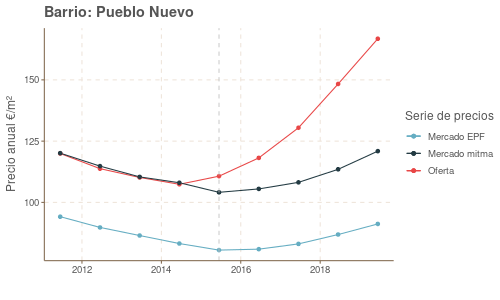 Barrio: Pueblo Nuevo
Precio anual €/m²
150
125
100
2012
2014
2016
2018
Serie de precios
Mercado EPF
Mercado mitma
Oferta